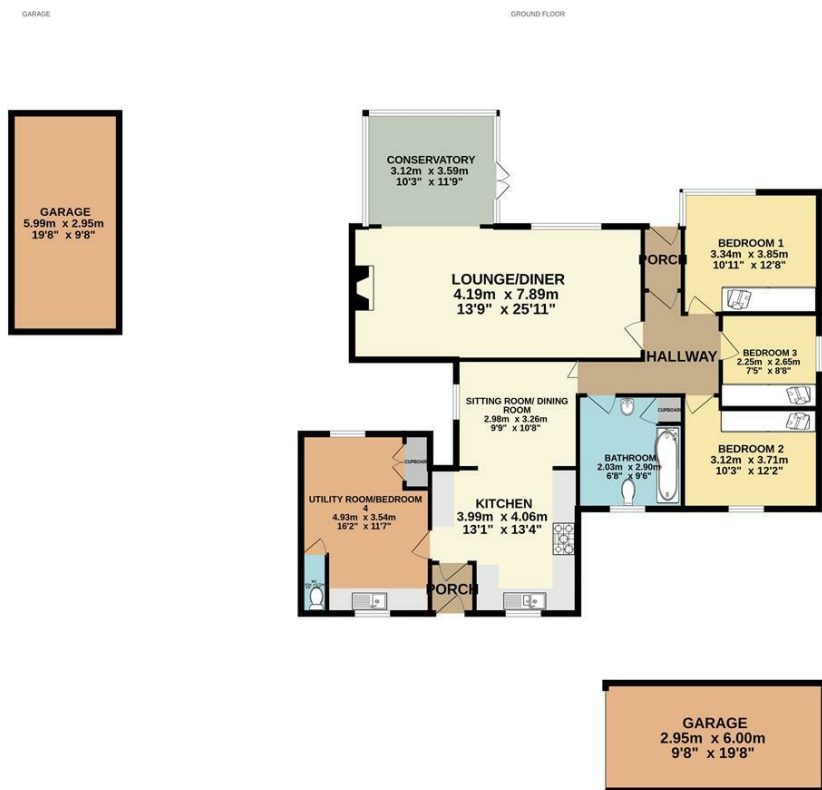 GARAGE
GROUND FLOOR
GARAGE
5.99m x 2.95m
19'8" x 9'8"
CONSERVATORY
3.12m x 3.59m
10'3" x 11'9"
LOUNGE/DINER
4.19m x 7.89m
13'9" x 25'11"
PORCH
BEDROOM 1
3.34m x 3.85m
10'11" x 12'8"
HALLWAY
BEDROOM 3
2.25m x 2.65m
7'5" x 8'8"
SITTING ROOM/ DINING
ROOM
2.98m x 3.26m
9'9" x 10'8"
CUPBOARD
BATHROOM
2.03m x 2.90m
6'8" x 9'6"
BEDROOM 2
3.12m x 3.71m
10'3" x 12'2"
CUPBOARD
UTILITY ROOM/BEDROOM
4
4.93m x 3.54m
16'2" x 11'7"
KITCHEN
3.99m x 4.06m
13'1" x 13'4"
WC
PORCH
GARAGE
2.95m x 6.00m
9'8" x 19'8"